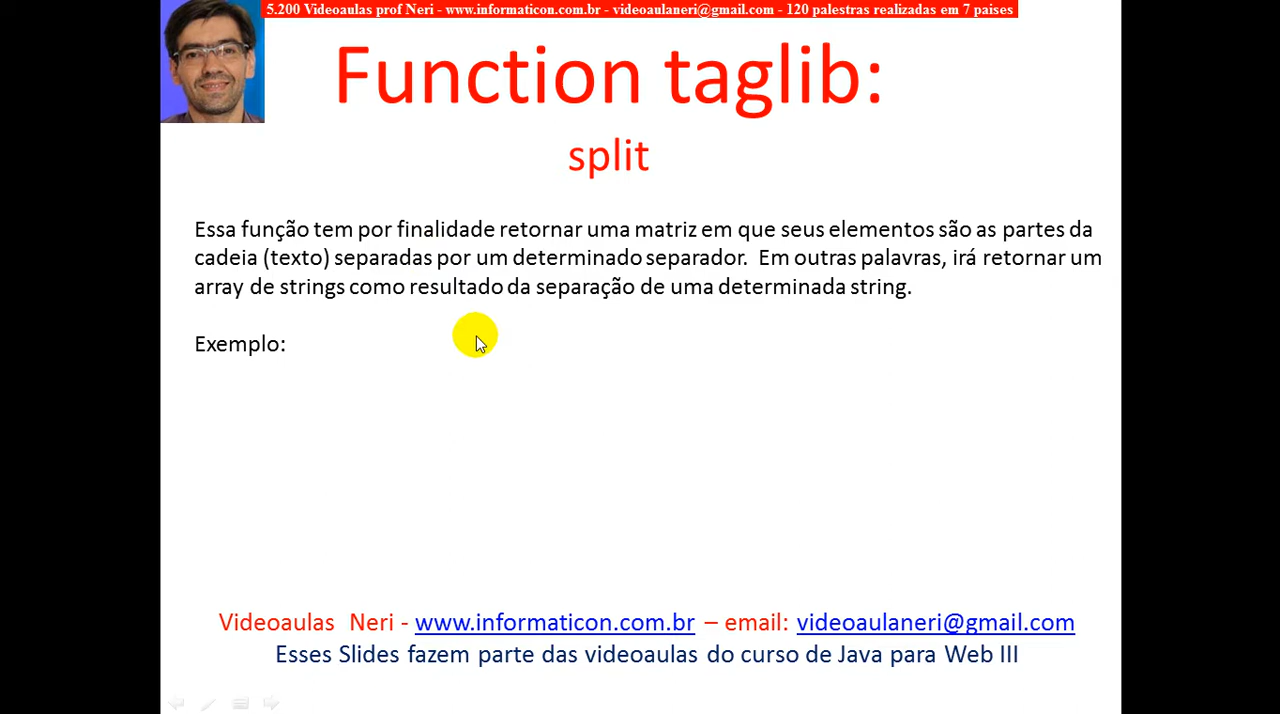 5.200 Videoaulas prof Neri - www.informaticon.com.br - videoaulaneri@gmail.com - 120 palestras realizadas em 7 paises
Function taglib:
split
Essa função tem por finalidade retornar uma matriz em que seus elementos são as partes da
cadeia (texto) separadas por um determinado separador. Em outras palavras, irá retornar um
array de strings como resultado da separação de uma determinada string.
Exemplo:
Videoaulas Neri - www.informaticon.com.br – email: videoaulaneri@gmail.com
Esses Slides fazem parte das videoaulas do curso de Java para Web III